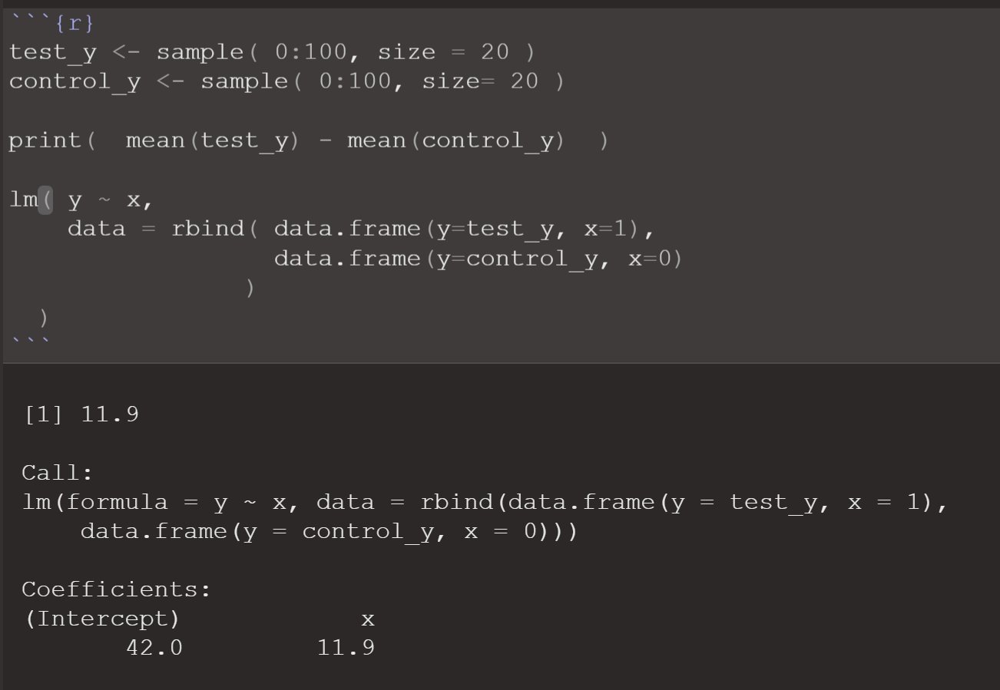 ```{r}
test_y <- sample( 0:100, size = 20 )
control_y <- sample( 0:100, size= 20 )
print(  mean(test_y) - mean(control_y)  )
lm( y ~ x,
    data = rbind( data.frame(y=test_y, x=1),
                  data.frame(y=control_y, x=0)
                )
  )
```
[1] 11.9
Call:
lm(formula = y ~ x, data = rbind(data.frame(y = test_y, x = 1),
    data.frame(y = control_y, x = 0)))
Coefficients:
(Intercept)            x
       42.0         11.9